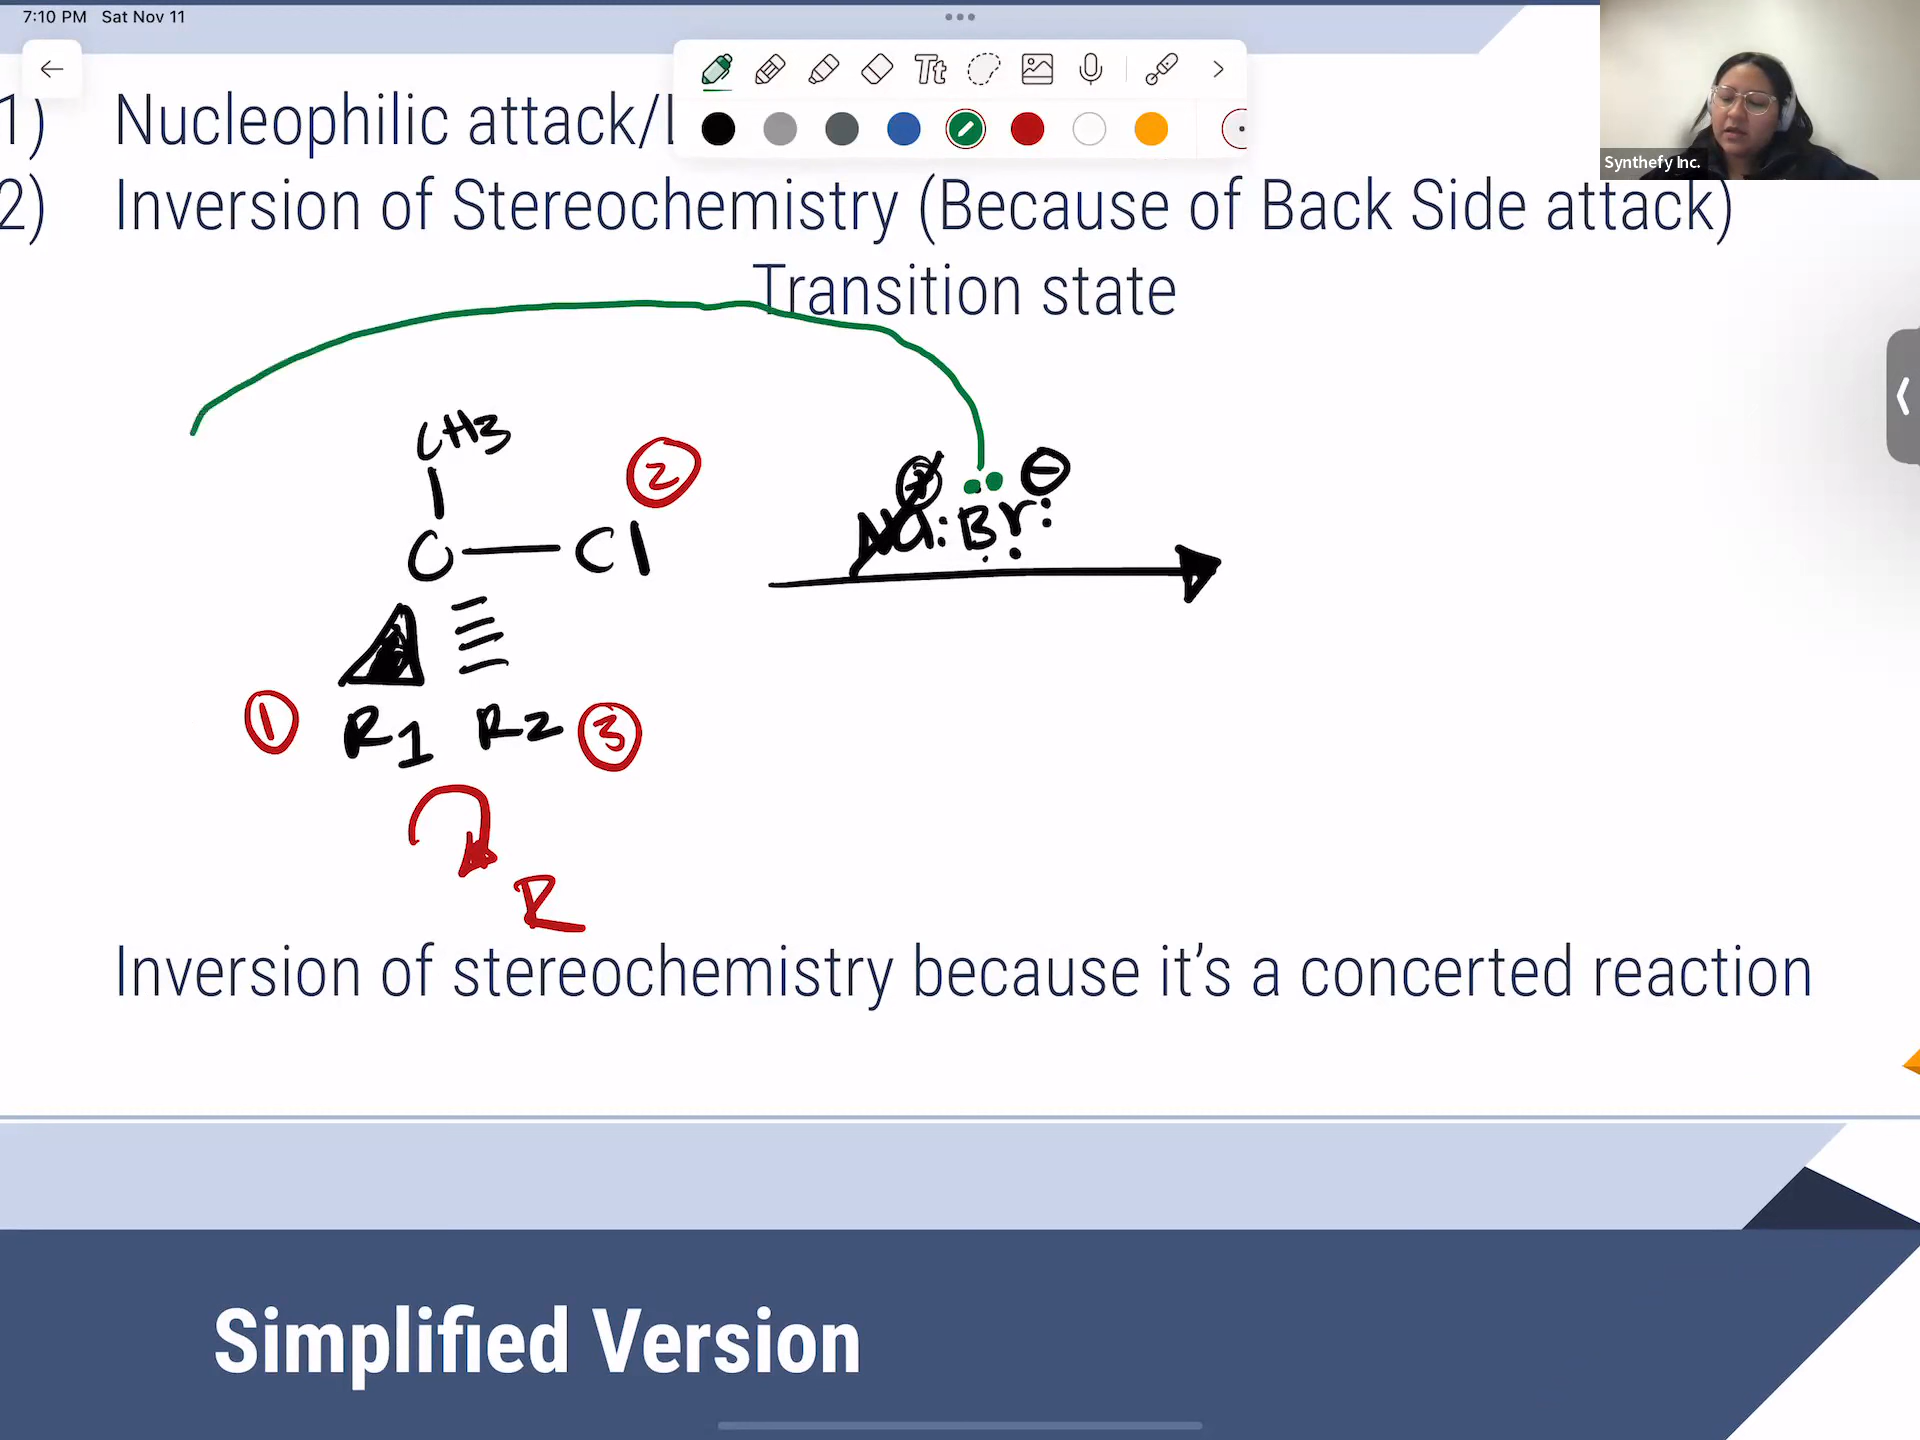 7:10 PM Sat Nov 11
Tt
Synthefy Inc.
1) Nucleophilic attack/
2) Inversion of Stereochemistry (Because of Back Side attack)
Transition state
CH3
2
C Cl
Na:Br:
1 R1 R2 3
R
Inversion of stereochemistry because it's a concerted reaction
Simplified Version